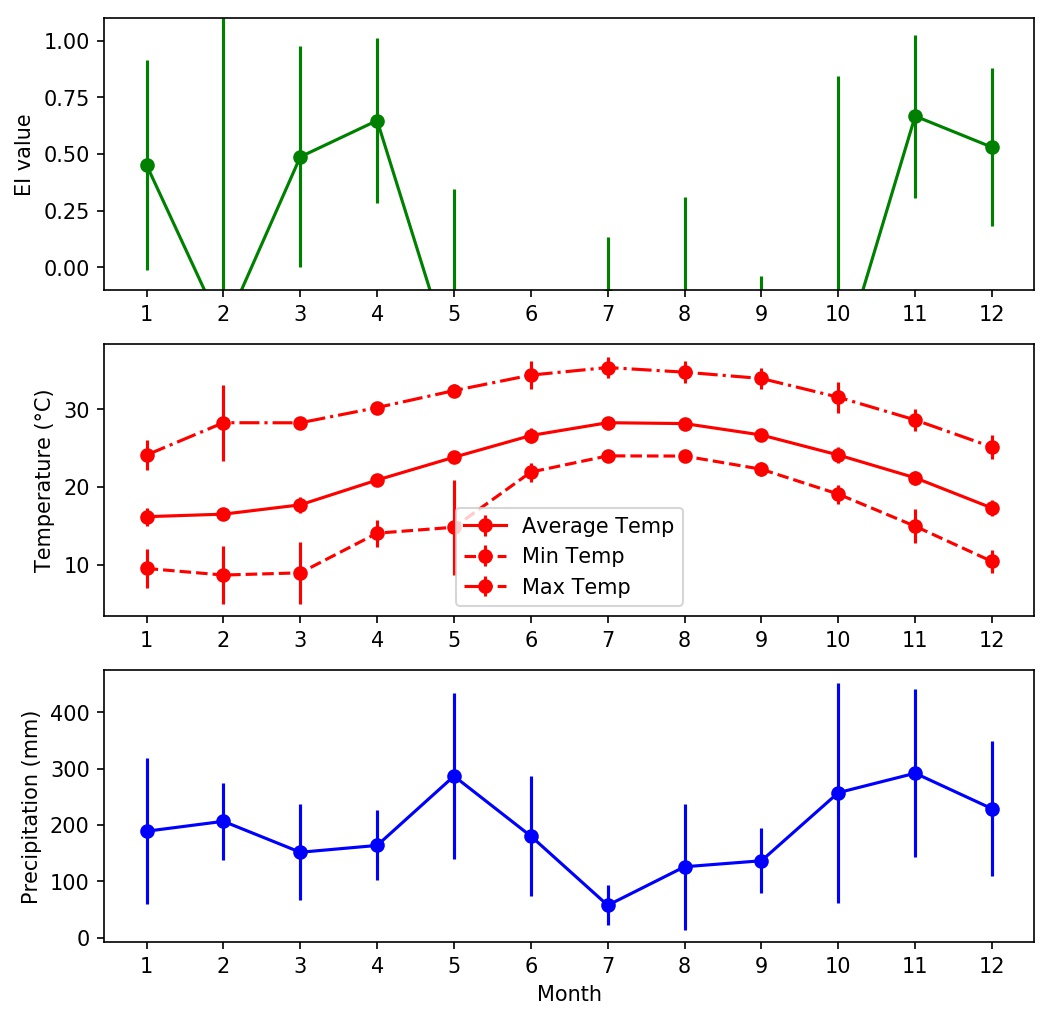 EI value
1.00
0.75
0.50
0.25
0.00
1 2 3 4 5 6 7 8 9 10 11 12
Temperature (°C)
30
20
10
Average Temp
Min Temp
Max Temp
1 2 3 4 5 6 7 8 9 10 11 12
Precipitation (mm)
400
300
200
100
0
1 2 3 4 5 6 7 8 9 10 11 12
Month